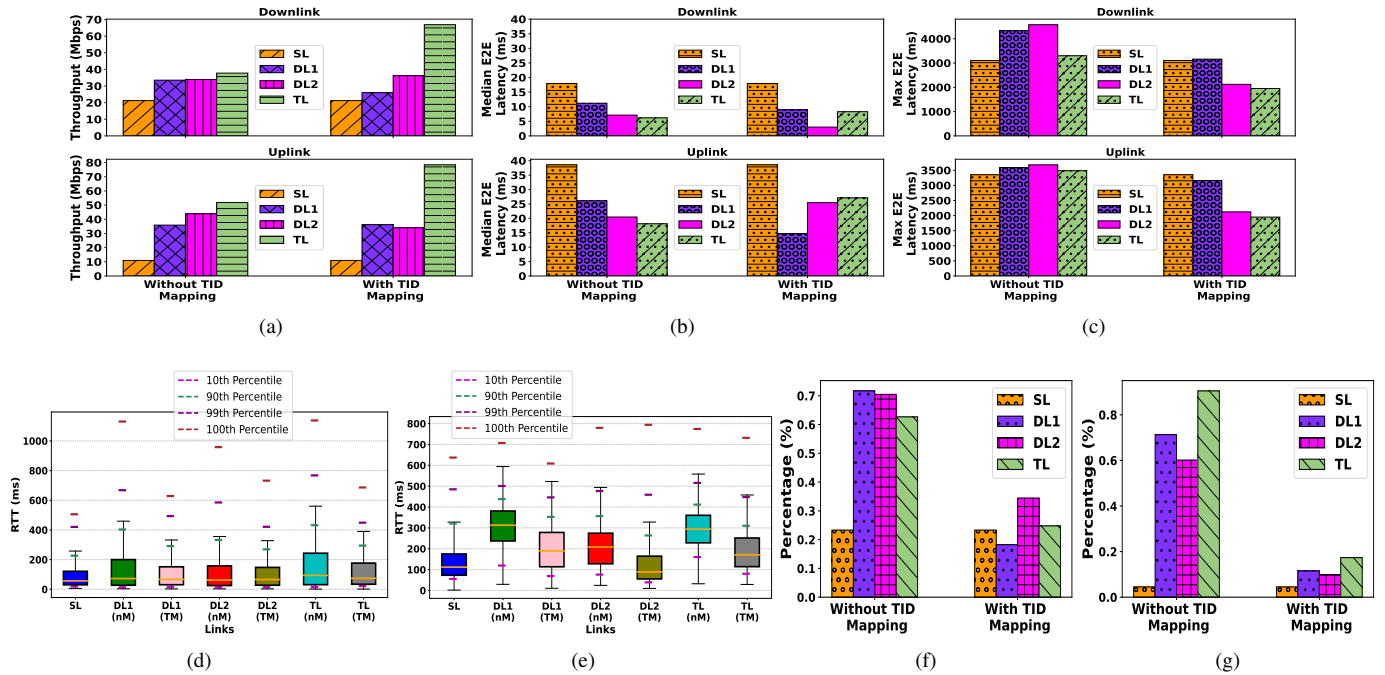 Downlink
Throughput (Mbps)
70
60
50
40
30
20
10
0
SL
DL1
DL2
TL
Uplink
Throughput (Mbps)
80
70
60
50
40
30
20
10
0
SL
DL1
DL2
TL
Without TID
Mapping
With TID
Mapping
(a)
Downlink
Median E2E
Latency (ms)
40
35
30
25
20
15
10
5
0
SL
DL1
DL2
TL
Uplink
Median E2E
Latency (ms)
40
35
30
25
20
15
10
5
0
SL
DL1
DL2
TL
Without TID
Mapping
With TID
Mapping
(b)
Downlink
Max E2E
Latency (ms)
4000
3000
2000
1000
0
SL
DL1
DL2
TL
Uplink
Max E2E
Latency (ms)
3500
3000
2500
2000
1500
1000
500
0
SL
DL1
DL2
TL
Without TID
Mapping
With TID
Mapping
(c)
10th Percentile
90th Percentile
99th Percentile
100th Percentile
RTT (ms)
1000
800
600
400
200
0
SL
DL1
(nM)
DL1
(TM)
DL2
(nM)
DL2
(TM)
TL
(nM)
TL
(TM)
Links
(d)
10th Percentile
90th Percentile
99th Percentile
100th Percentile
RTT (ms)
800
700
600
500
400
300
200
100
0
SL
DL1
(nM)
DL1
(TM)
DL2
(nM)
DL2
(TM)
TL
(nM)
TL
(TM)
Links
(e)
Percentage (%)
0.7
0.6
0.5
0.4
0.3
0.2
0.1
0.0
SL
DL1
DL2
TL
Without TID
Mapping
With TID
Mapping
(f)
Percentage (%)
0.8
0.6
0.4
0.2
0.0
SL
DL1
DL2
TL
Without TID
Mapping
With TID
Mapping
(g)